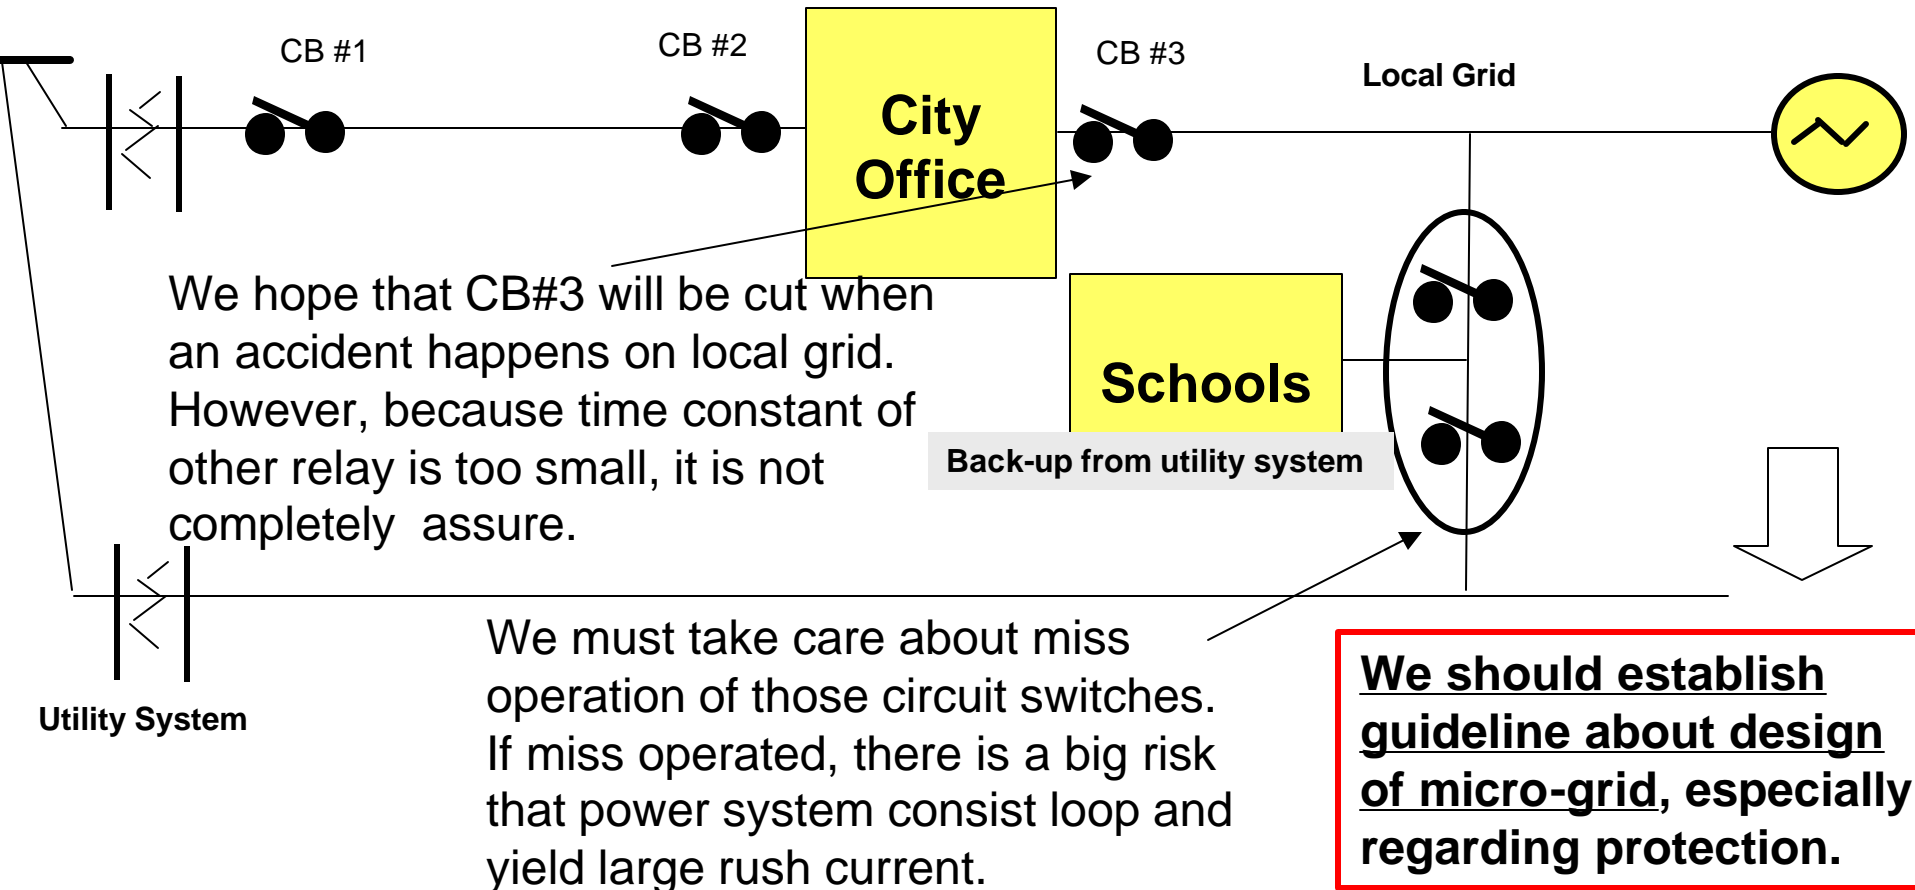 CB #1
CB #2
CB #3
Local Grid
City
Office
We hope that CB#3 will be cut when
an accident happens on local grid.
However, because time constant of
other relay is too small, it is not
completely assure.
Schools
Back-up from utility system
Utility System
We must take care about miss
operation of those circuit switches.
If miss operated, there is a big risk
that power system consist loop and
yield large rush current.
We should establish
guideline about design
of micro-grid, especially
regarding protection.